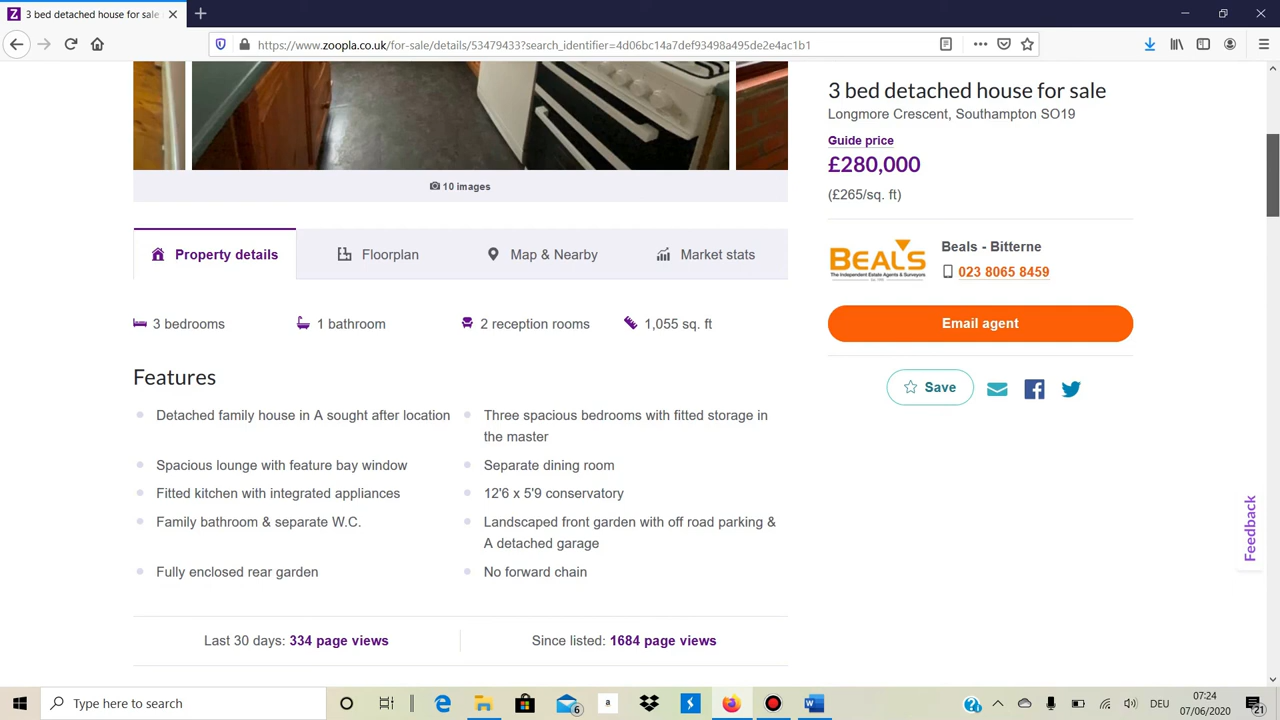 3 bed detached house for sale
https://www.zoopla.co.uk/for-sale/details/53479433?search_identifier=4d06bc14a7def93498a495de2e4ac1b1
10 images
3 bed detached house for sale
Longmore Crescent, Southampton SO19
Guide price
£280,000
(£265/sq. ft)
BEALS
The Independent Estate Agents & Surveyors
Beals - Bitterne
023 8065 8459
Email agent
Save
Property details
Floorplan
Map & Nearby
Market stats
3 bedrooms
1 bathroom
2 reception rooms
1,055 sq. ft
Features
Detached family house in A sought after location
Three spacious bedrooms with fitted storage in
the master
Spacious lounge with feature bay window
Separate dining room
Fitted kitchen with integrated appliances
12'6 x 5'9 conservatory
Family bathroom & separate W.C.
Landscaped front garden with off road parking &
A detached garage
Fully enclosed rear garden
No forward chain
Last 30 days: 334 page views
Since listed: 1684 page views
Feedback
Type here to search
6
DEU
07:24
07/06/2020
21